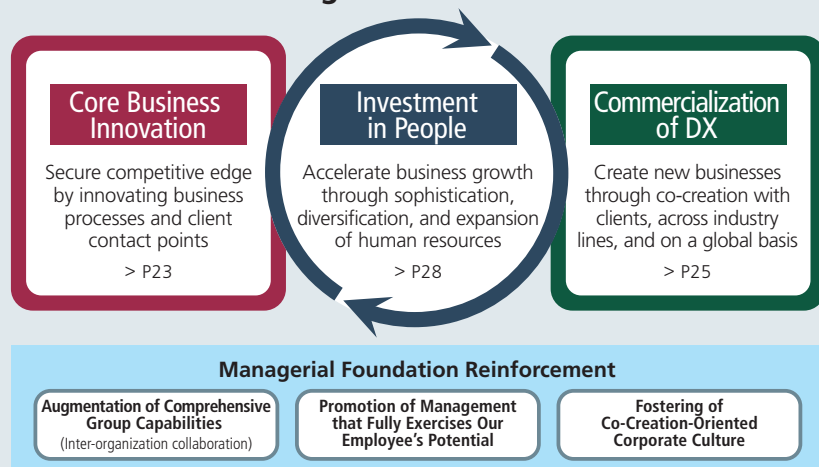 Core Business
Innovation
Secure competitive edge
by innovating business
processes and client
contact points
> P23
Investment
in People
Accelerate business growth
through sophistication,
diversification, and expansion
of human resources
> P28
Commercialization
of DX
Create new businesses
through co-creation with
clients, across industry
lines, and on a global basis
> P25
Managerial Foundation Reinforcement
Augmentation of Comprehensive
Group Capabilities
(Inter-organization collaboration)
Promotion of Management
that Fully Exercises Our
Employee’s Potential
Fostering of
Co-Creation-Oriented
Corporate Culture